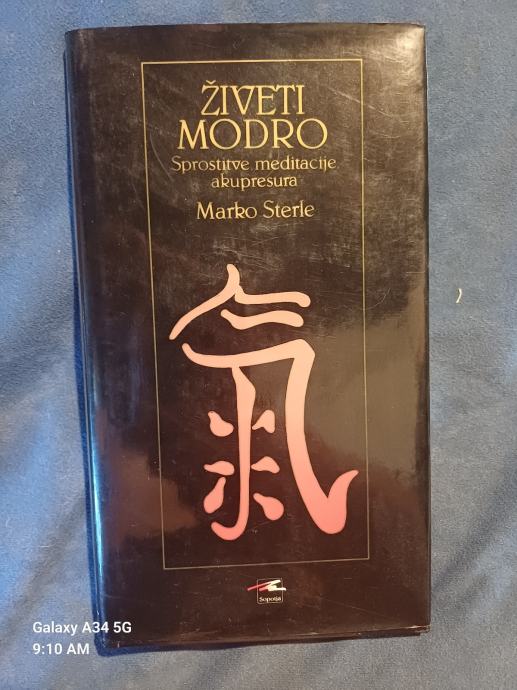 ŽIVETI
MODRO
Sprostitve meditacije
akupresura
Marko Sterle
氣
Sopotja
Galaxy A34 5G
9:10 AM